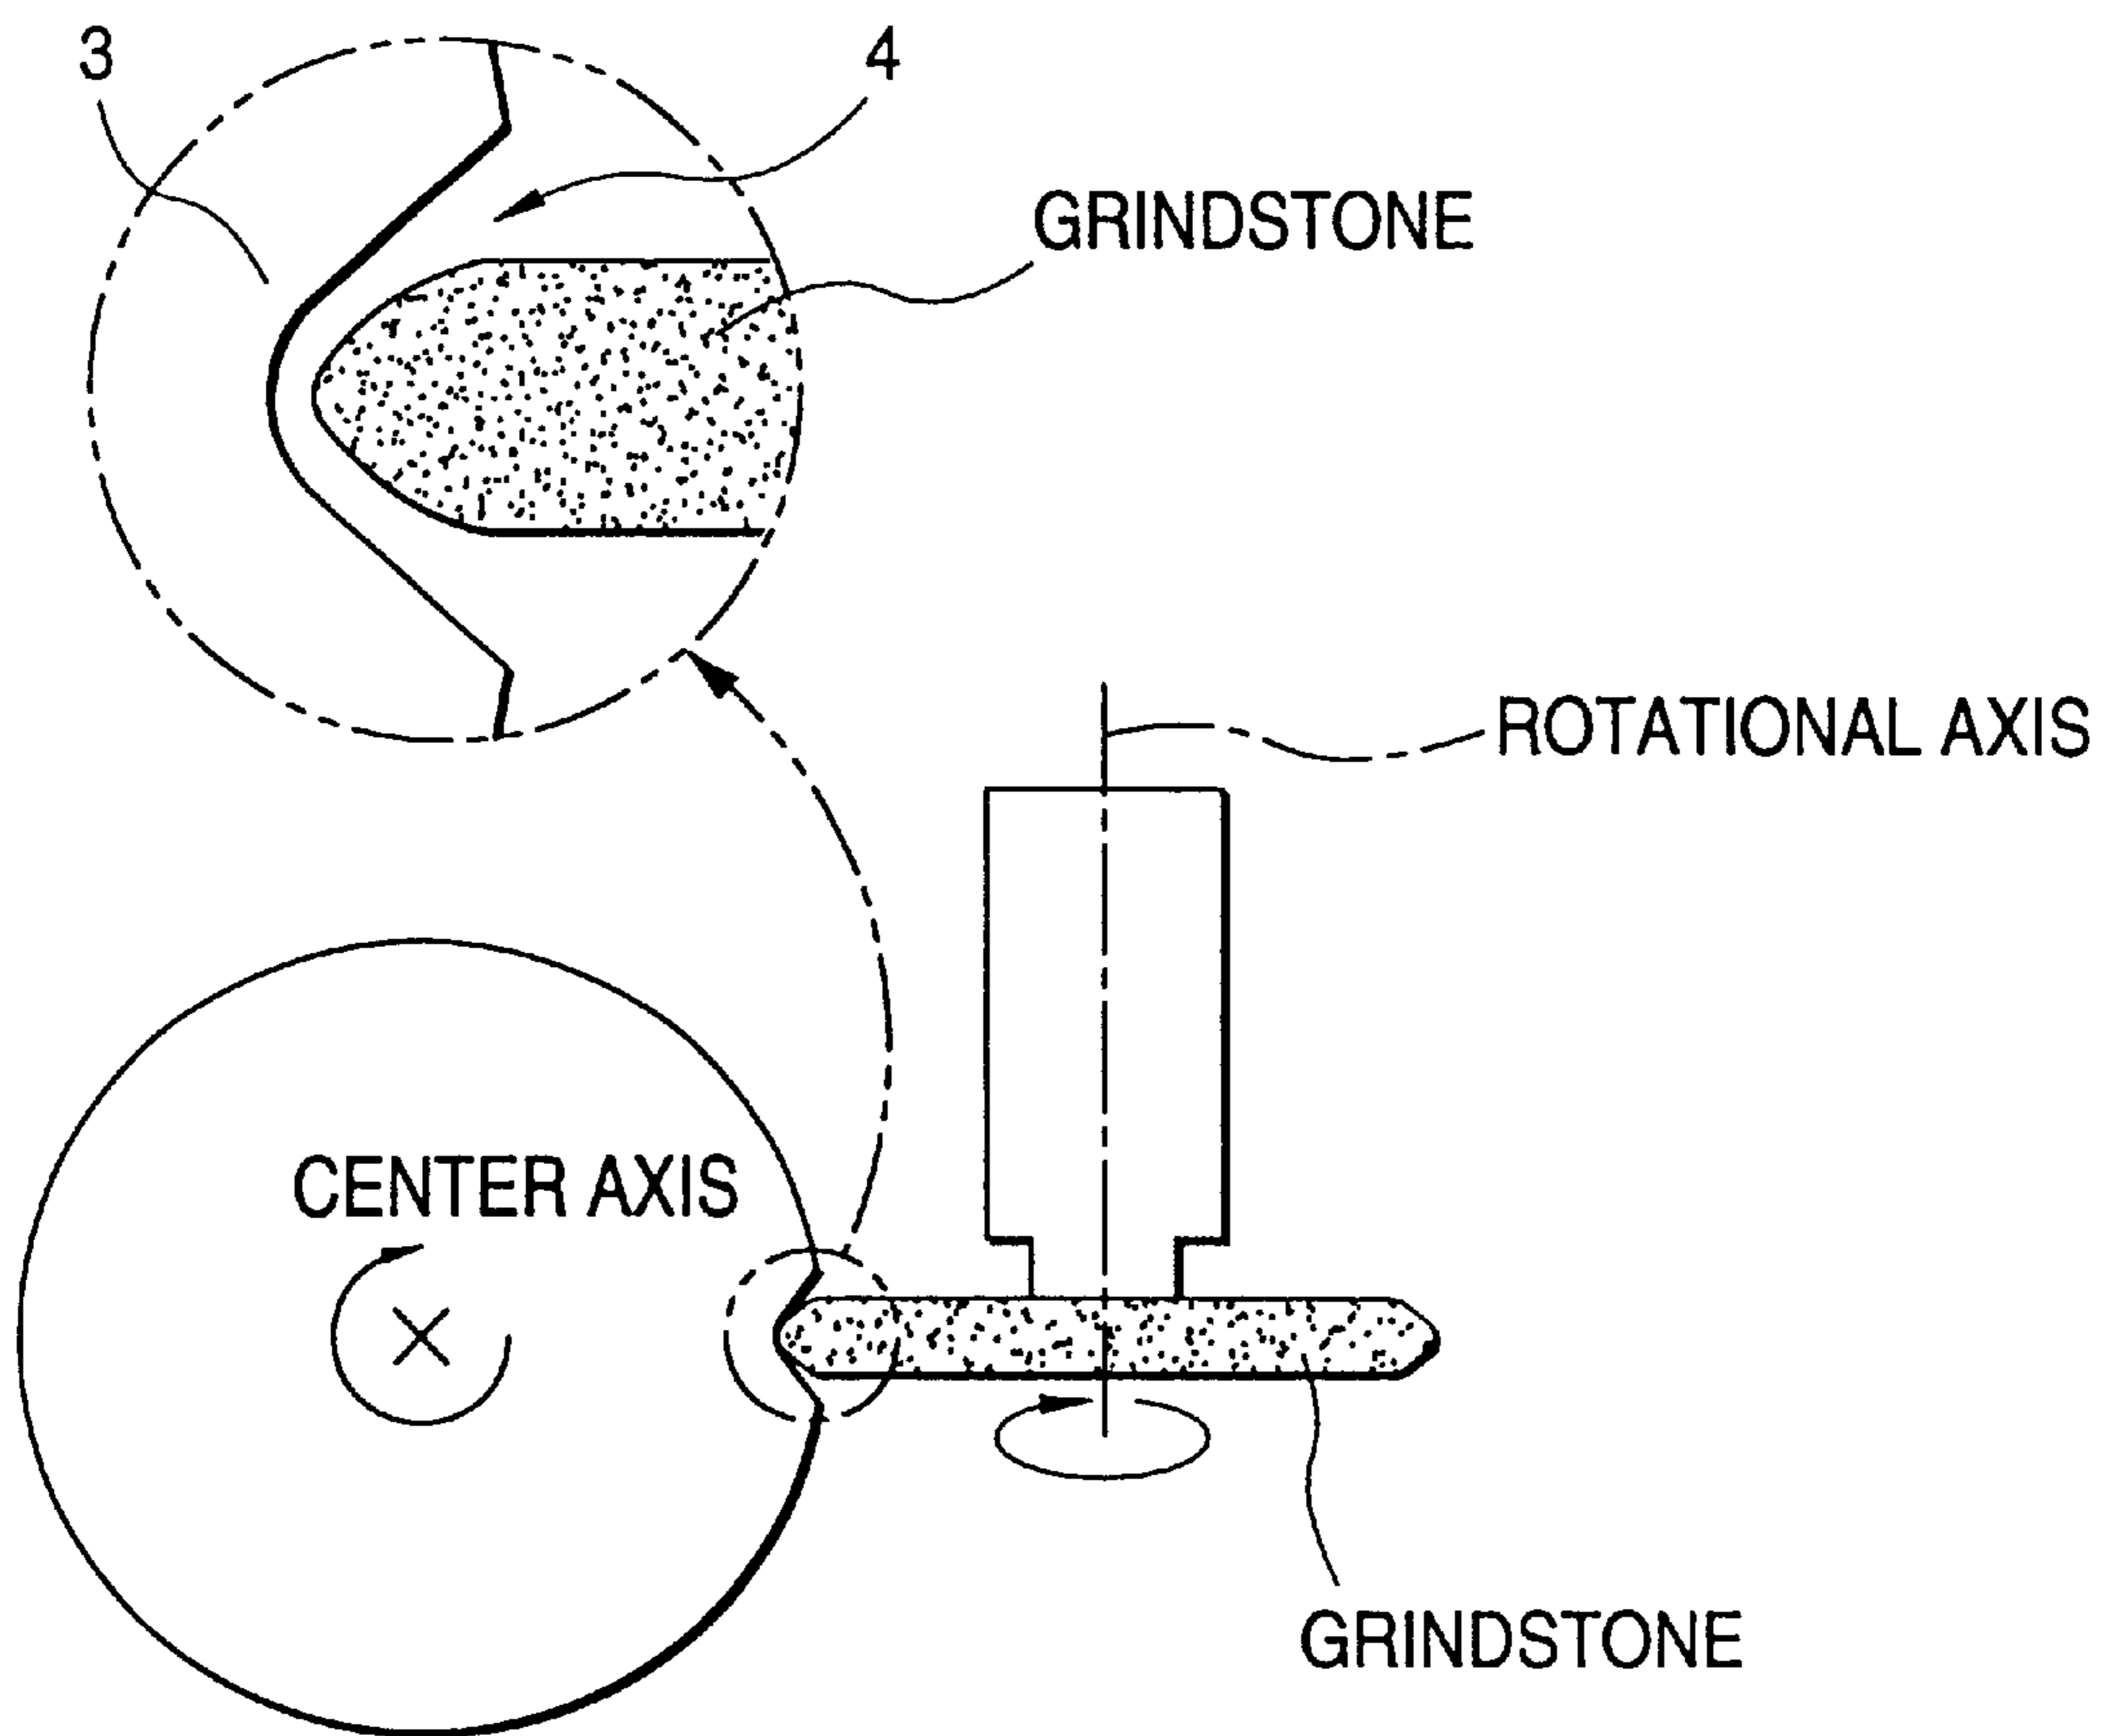 3
4
GRINDSTONE
ROTATIONAL AXIS
CENTER AXIS
GRINDSTONE